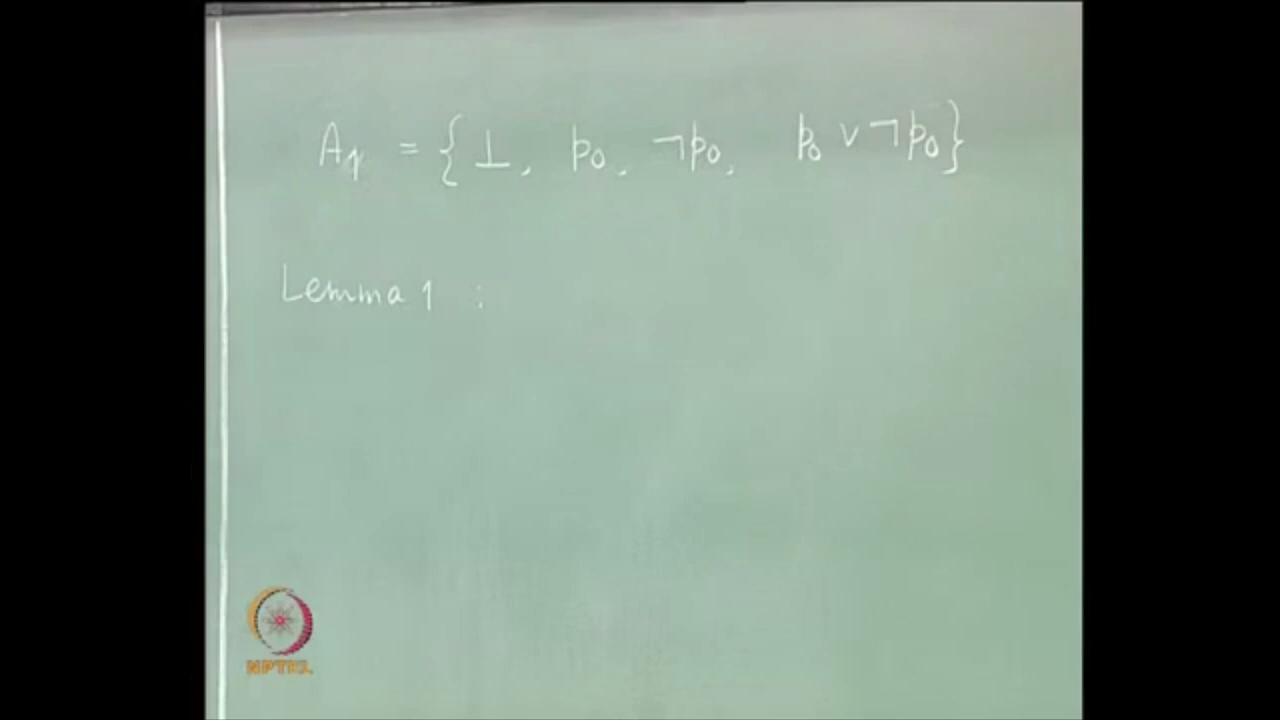 A₁ = {⊥, p₀, ¬p₀, p₀ ∨ ¬p₀}
Lemma 1 :
NPTEL